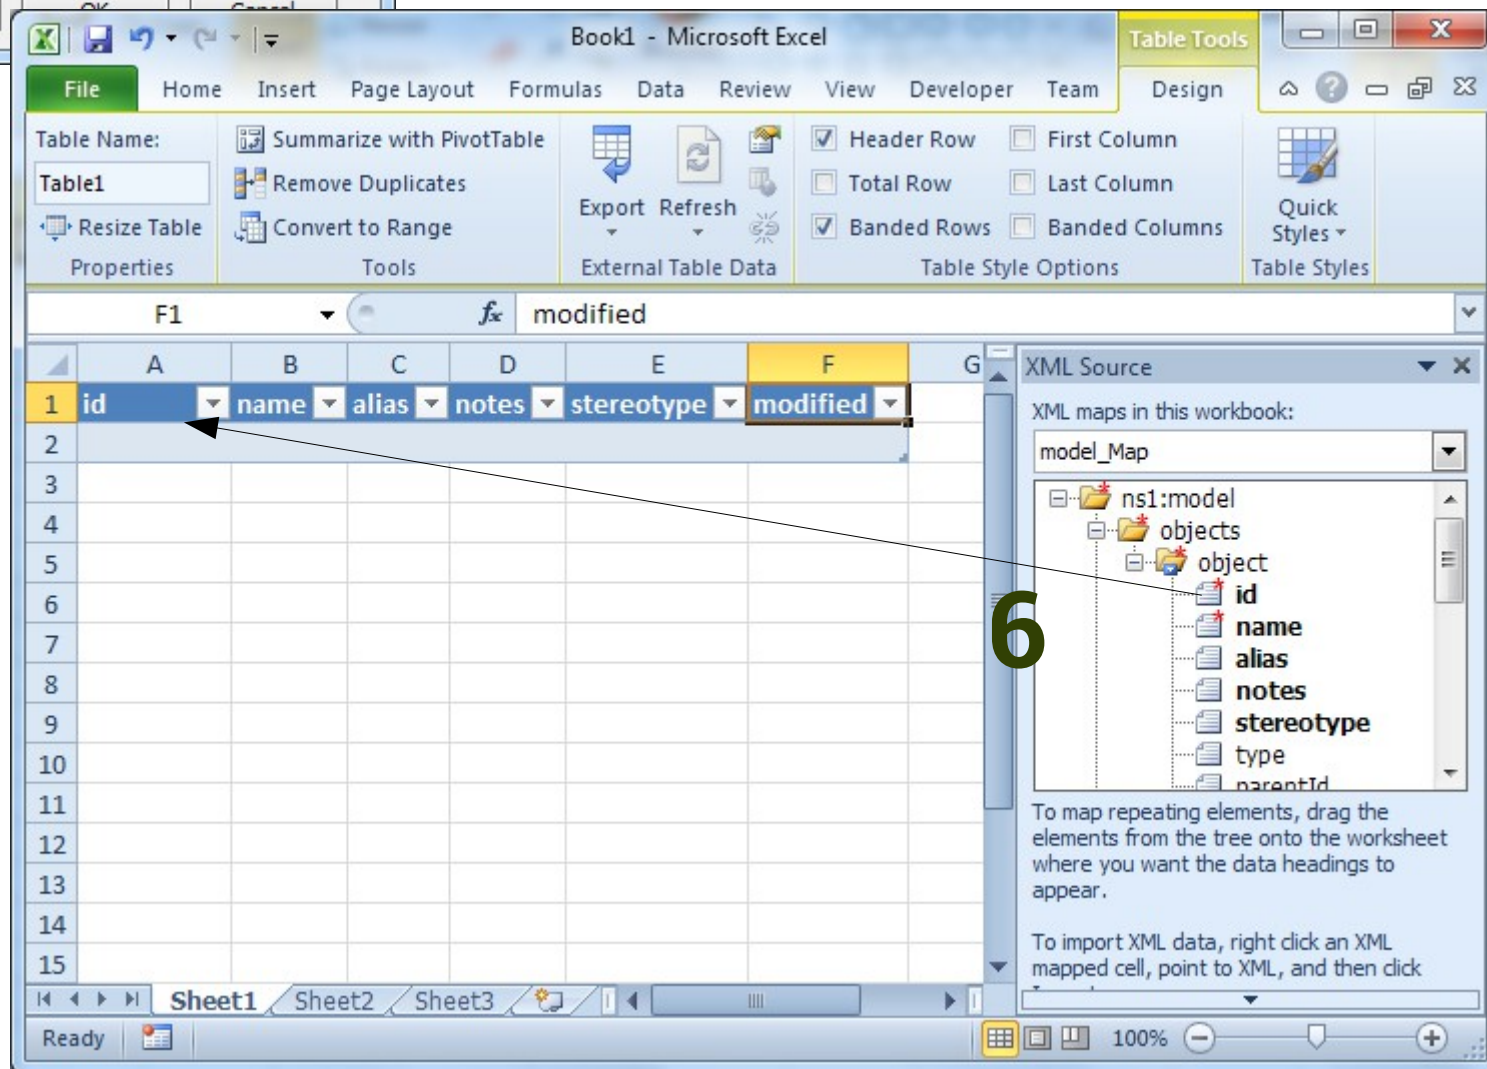 OK Cancel
Book1 - Microsoft Excel
Table Tools
File Home Insert Page Layout Formulas Data Review View Developer Team Design
Table Name:
Table1
Resize Table
Properties
Summarize with PivotTable
Remove Duplicates
Convert to Range
Tools
Export Refresh
External Table Data
Header Row First Column
Total Row Last Column
Banded Rows Banded Columns
Table Style Options
Quick
Styles
Table Styles
F1 fx modified
A B C D E F G
1 id name alias notes stereotype modified
2
3
4
5
6
7
8
9
10
11
12
13
14
15
XML Source
XML maps in this workbook:
model_Map
ns1:model
objects
object
id
name
alias
notes
stereotype
type
parentId
6
To map repeating elements, drag the
elements from the tree onto the worksheet
where you want the data headings to
appear.
To import XML data, right click an XML
mapped cell, point to XML, and then click
Sheet1 Sheet2 Sheet3
Ready
100%